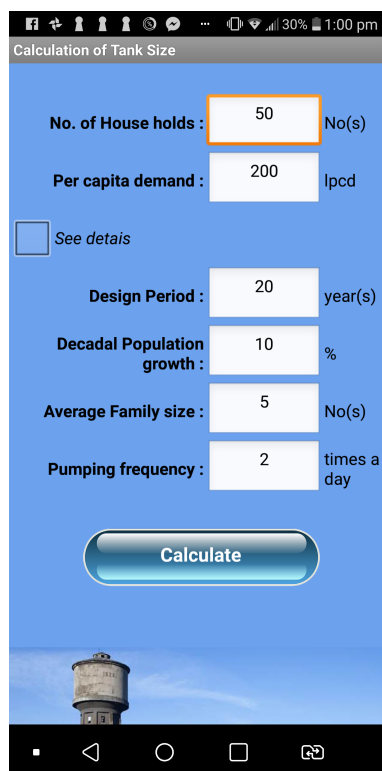 30% 1:00 pm
Calculation of Tank Size
No. of House holds : 50 No(s)
Per capita demand : 200 lpcd
See detais
Design Period : 20 year(s)
Decadal Population
growth : 10 %
Average Family size : 5 No(s)
Pumping frequency : 2 times a
day
Calculate